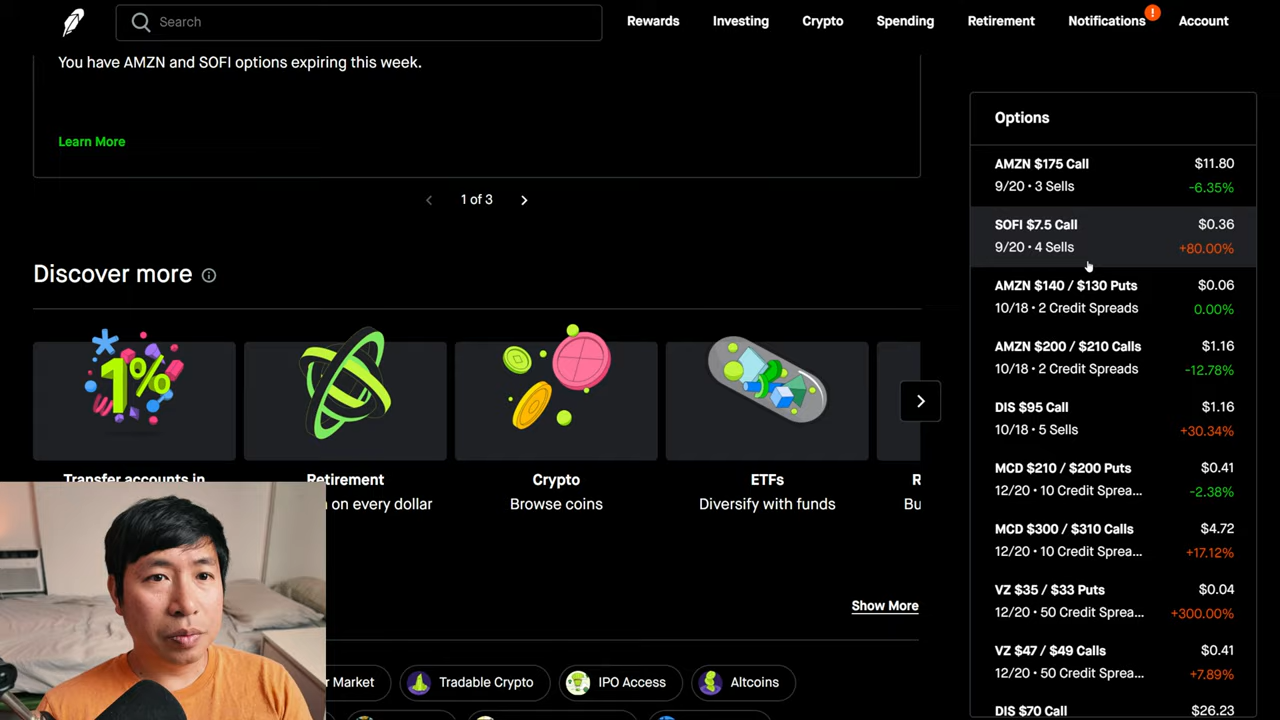 Search
Rewards
Investing
Crypto
Spending
Retirement
Notifications
!
Account
You have AMZN and SOFI options expiring this week.
Learn More
1 of 3
Discover more
1%
Transfer accounts in
Retirement
on every dollar
Crypto
Browse coins
ETFs
Diversify with funds
R
Bu
Show More
r Market
Tradable Crypto
IPO Access
Altcoins
Options
AMZN $175 Call $11.80
9/20 • 3 Sells -6.35%
SOFI $7.5 Call $0.36
9/20 • 4 Sells +80.00%
AMZN $140 / $130 Puts $0.06
10/18 • 2 Credit Spreads 0.00%
AMZN $200 / $210 Calls $1.16
10/18 • 2 Credit Spreads -12.78%
DIS $95 Call $1.16
10/18 • 5 Sells +30.34%
MCD $210 / $200 Puts $0.41
12/20 • 10 Credit Sprea... -2.38%
MCD $300 / $310 Calls $4.72
12/20 • 10 Credit Sprea... +17.12%
VZ $35 / $33 Puts $0.04
12/20 • 50 Credit Sprea... +300.00%
VZ $47 / $49 Calls $0.41
12/20 • 50 Credit Sprea... +7.89%
DIS $70 Call $26.23